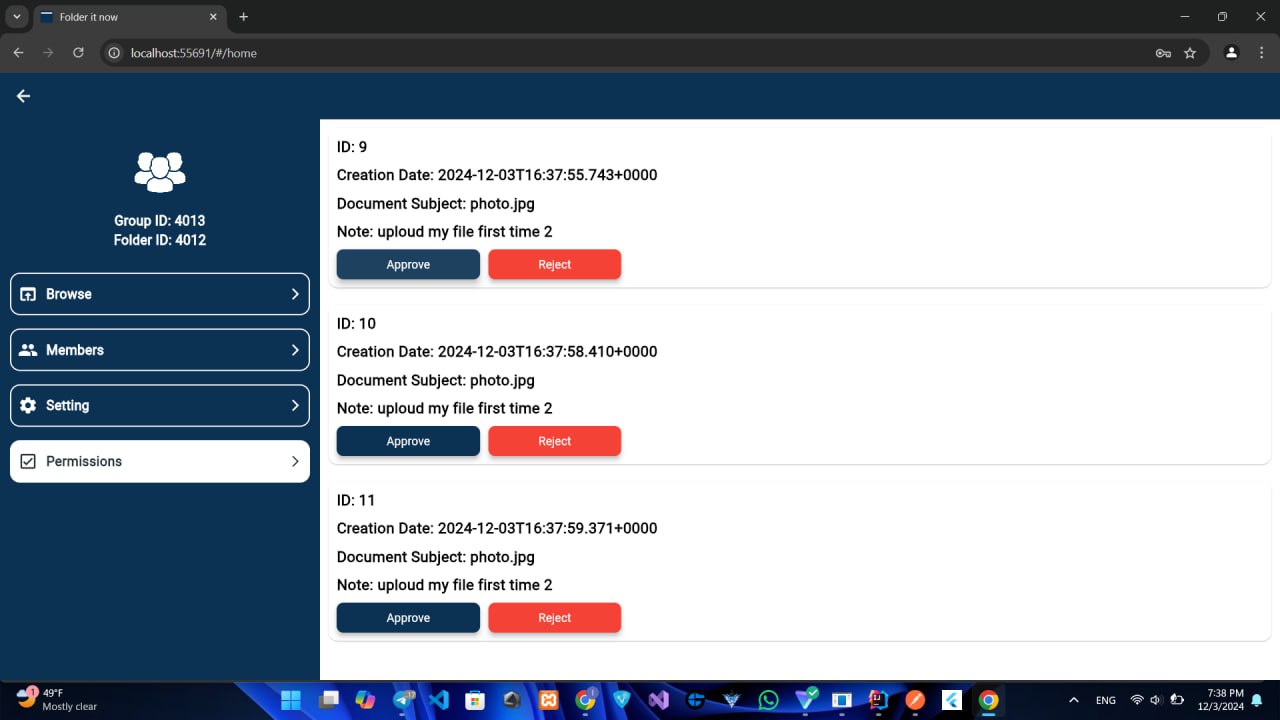 Folder it now
localhost:55691/#/home
Group ID: 4013
Folder ID: 4012
Browse
Members
Setting
Permissions
ID: 9
Creation Date: 2024-12-03T16:37:55.743+0000
Document Subject: photo.jpg
Note: uploud my file first time 2
Approve Reject
ID: 10
Creation Date: 2024-12-03T16:37:58.410+0000
Document Subject: photo.jpg
Note: uploud my file first time 2
Approve Reject
ID: 11
Creation Date: 2024-12-03T16:37:59.371+0000
Document Subject: photo.jpg
Note: uploud my file first time 2
Approve Reject
1 49°F
Mostly clear
ENG
7:38 PM
12/3/2024